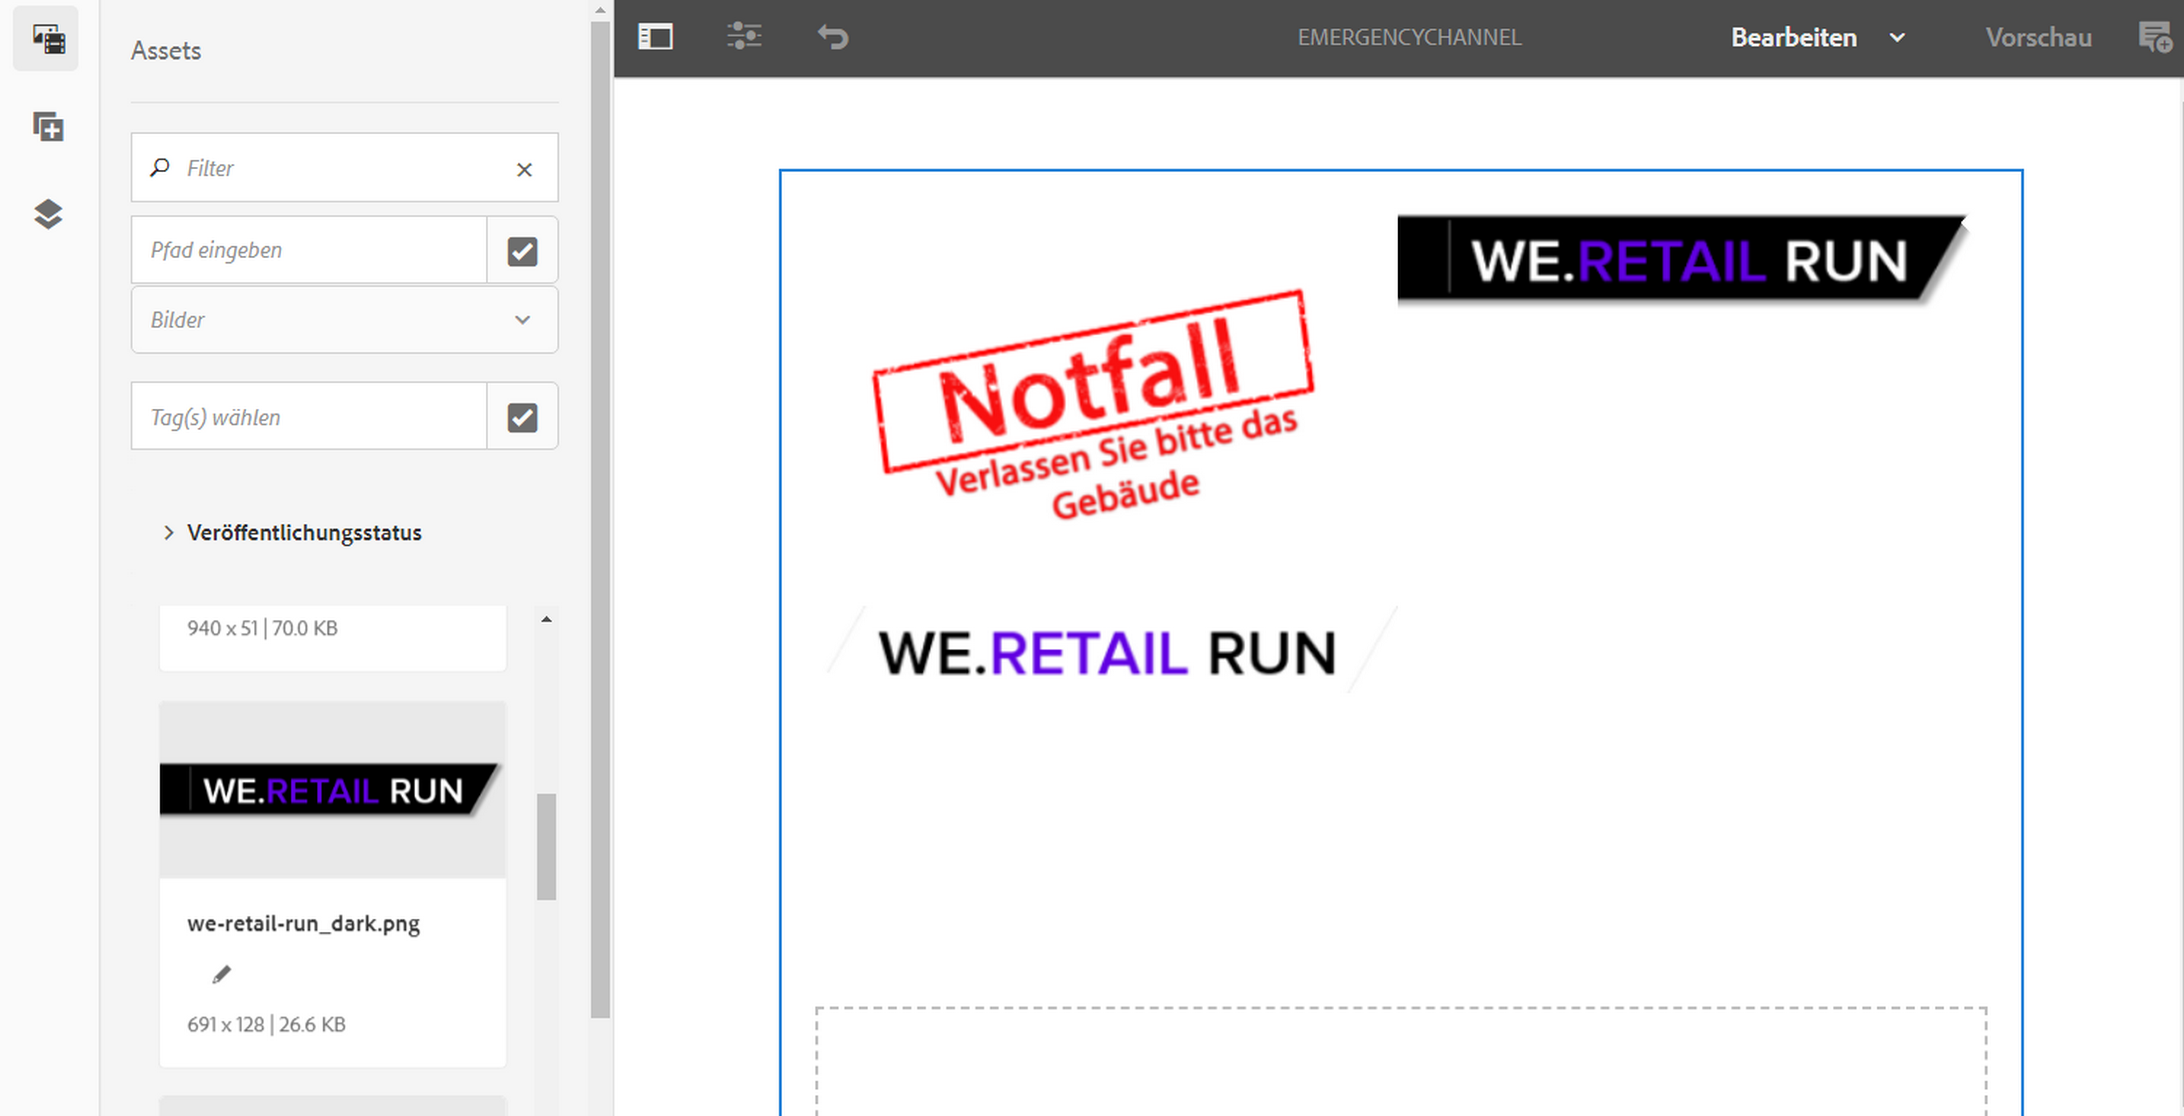 Assets
Filter
Pfad eingeben
Bilder
Tag(s) wählen
Veröffentlichungsstatus
940 x 51 | 70.0 KB
WE.RETAIL RUN
we-retail-run_dark.png
691 x 128 | 26.6 KB
EMERGENCYCHANNEL
Bearbeiten
Vorschau
WE.RETAIL RUN
Notfall
Verlassen Sie bitte das
Gebäude
WE.RETAIL RUN